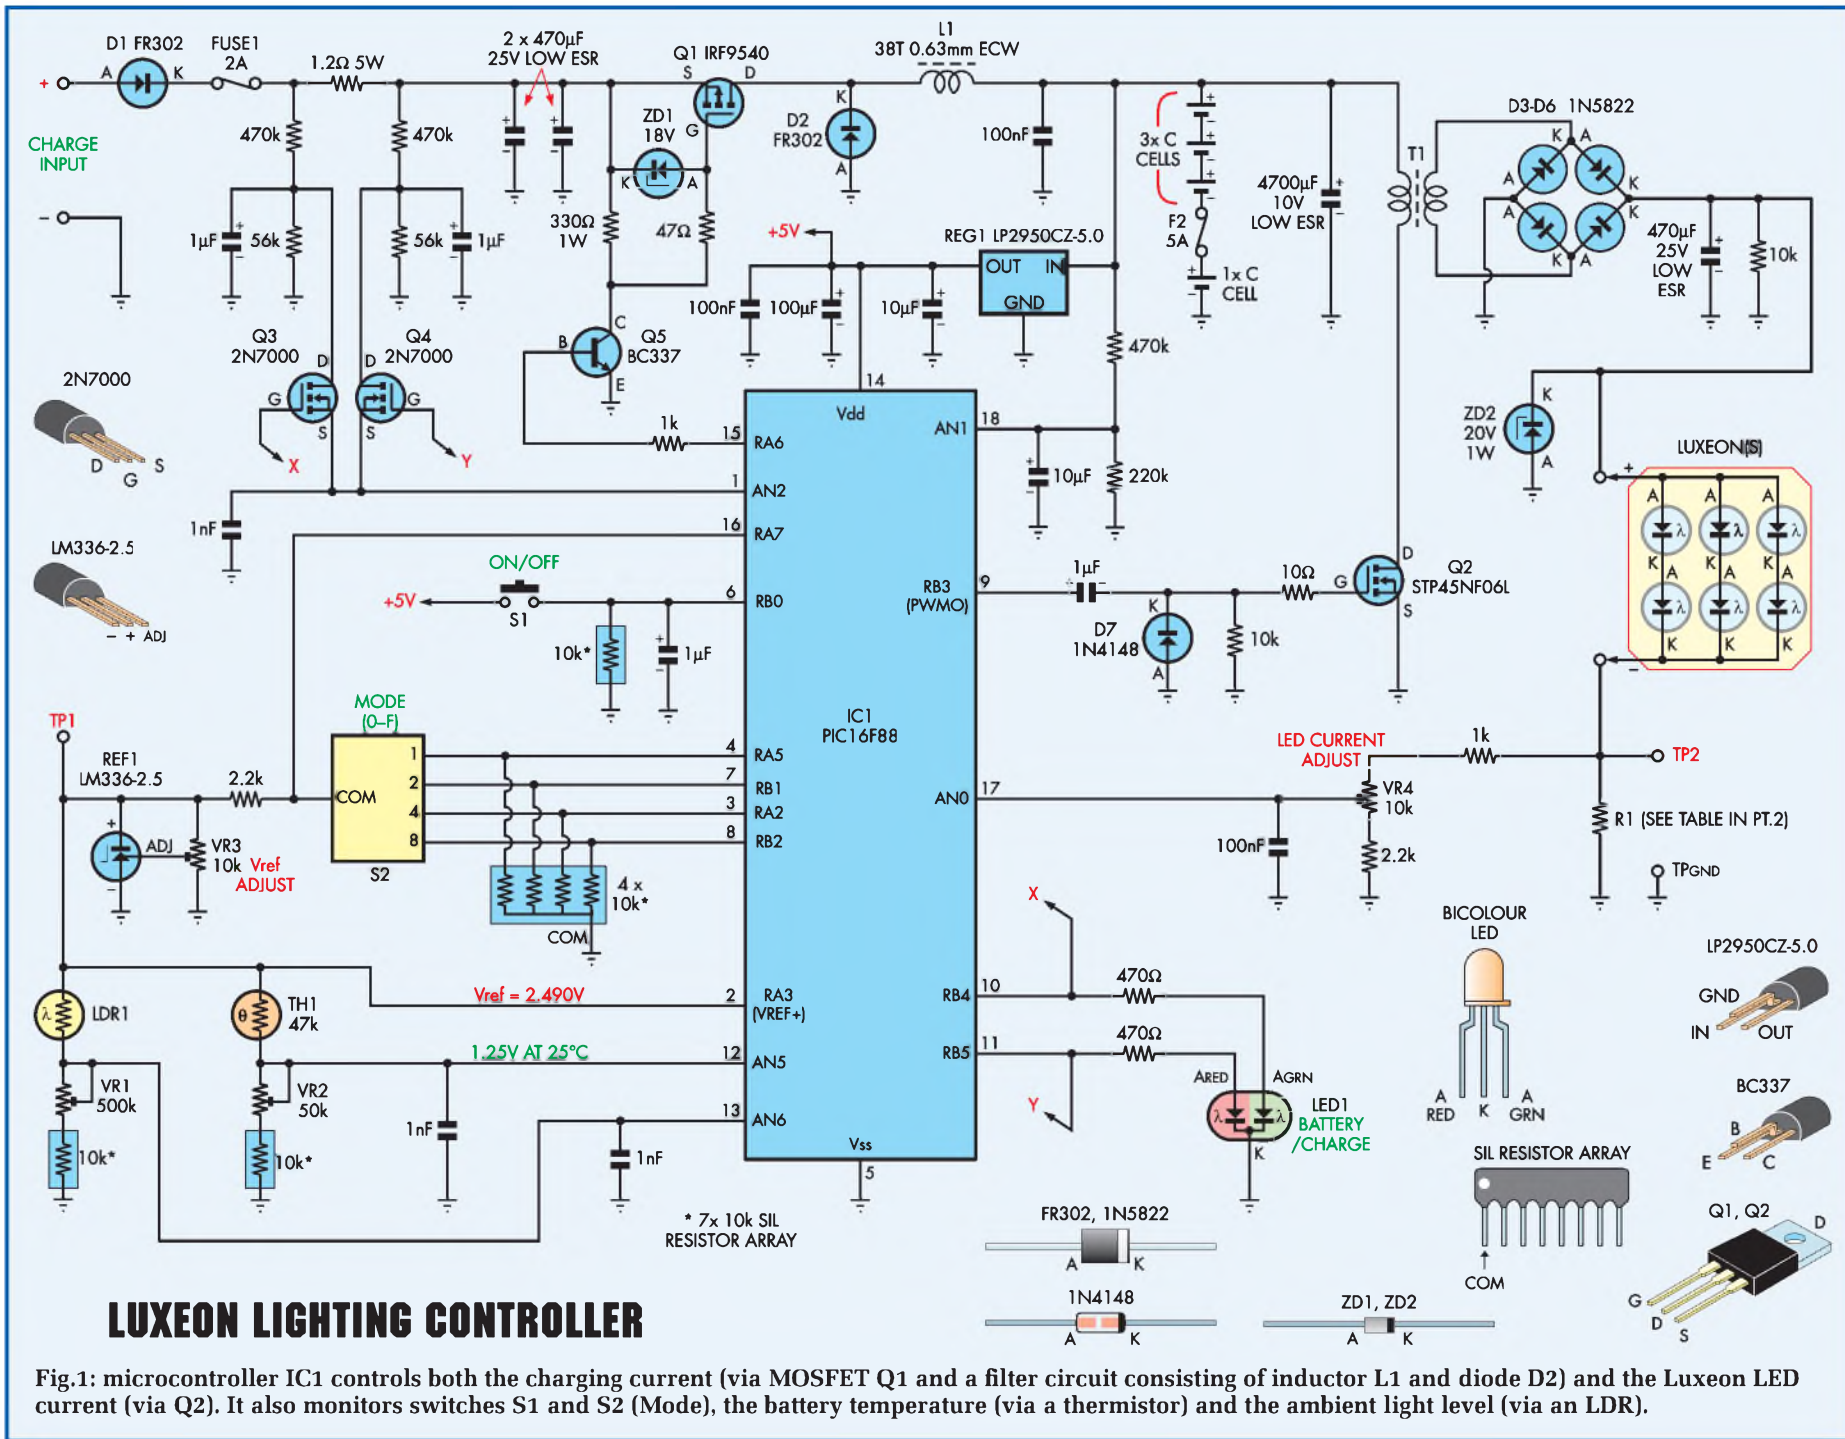 D1 FR302
A
K
+
CHARGE
INPUT
–
FUSE1
2A
1.2Ω 5W
470k
470k
1µF
+
–
56k
56k
+
–
1µF
2 x 470µF
25V LOW ESR
+
–
+
–
Q1 IRF9540
S
D
G
ZD1
18V
K
A
330Ω
1W
47Ω
D2
FR302
K
A
L1
38T 0.63mm ECW
100nF
3x C
CELLS
+
–
+
–
+
–
F2
5A
+
–
1x C
CELL
4700µF
10V
LOW ESR
+
–
T1
D3-D6 1N5822
K
A
A
K
A
K
K
A
470µF
25V
LOW
ESR
+
–
10k
+5V
REG1 LP2950CZ-5.0
OUT
IN
GND
100nF
100µF
+
–
10µF
+
–
470k
Q3
2N7000
D
G
S
X
Q4
2N7000
D
G
S
Y
Q5
BC337
B
C
E
1k
2N7000
D
G
S
LM336-2.5
– + ADJ
1nF
14
Vdd
15
RA6
1
AN2
16
RA7
6
RB0
4
RA5
7
RB1
3
RA2
8
RB2
2
RA3
(VREF+)
12
AN5
13
AN6
IC1
PIC16F88
Vss
5
AN1
18
RB3
(PWMO)
9
AN0
17
RB4
10
RB5
11
+
–
10µF
220k
ZD2
20V
1W
K
A
LUXEON(S)
+
A
A
A
λ
λ
λ
K
K
K
A
A
A
λ
λ
λ
K
K
K
–
1µF
–
D7
1N4148
K
A
10k
10Ω
G
D
S
Q2
STP45NF06L
ON/OFF
+5V
S1
10k*
+
–
1µF
MODE
(0–F)
COM
1
2
4
8
S2
4 x
10k*
COM
TP1
REF1
LM336-2.5
2.2k
+
ADJ
–
VR3
10k
Vref
ADJUST
LED CURRENT
ADJUST
1k
TP2
VR4
10k
100nF
2.2k
R1 (SEE TABLE IN PT.2)
TPGND
λ
LDR1
θ
TH1
47k
Vref = 2.490V
1.25V AT 25°C
VR1
500k
VR2
50k
10k*
10k*
1nF
1nF
X
470Ω
Y
470Ω
ARED
AGRN
λ
λ
K
LED1
BATTERY
/CHARGE
BICOLOUR
LED
A
RED
K
A
GRN
LP2950CZ-5.0
GND
IN
OUT
BC337
B
E
C
SIL RESISTOR ARRAY
COM
Q1, Q2
D
G
D
S
* 7x 10k SIL
RESISTOR ARRAY
FR302, 1N5822
A
K
1N4148
A
K
ZD1, ZD2
A
K
LUXEON LIGHTING CONTROLLER
Fig.1: microcontroller IC1 controls both the charging current (via MOSFET Q1 and a filter circuit consisting of inductor L1 and diode D2) and the Luxeon LED
current (via Q2). It also monitors switches S1 and S2 (Mode), the battery temperature (via a thermistor) and the ambient light level (via an LDR).